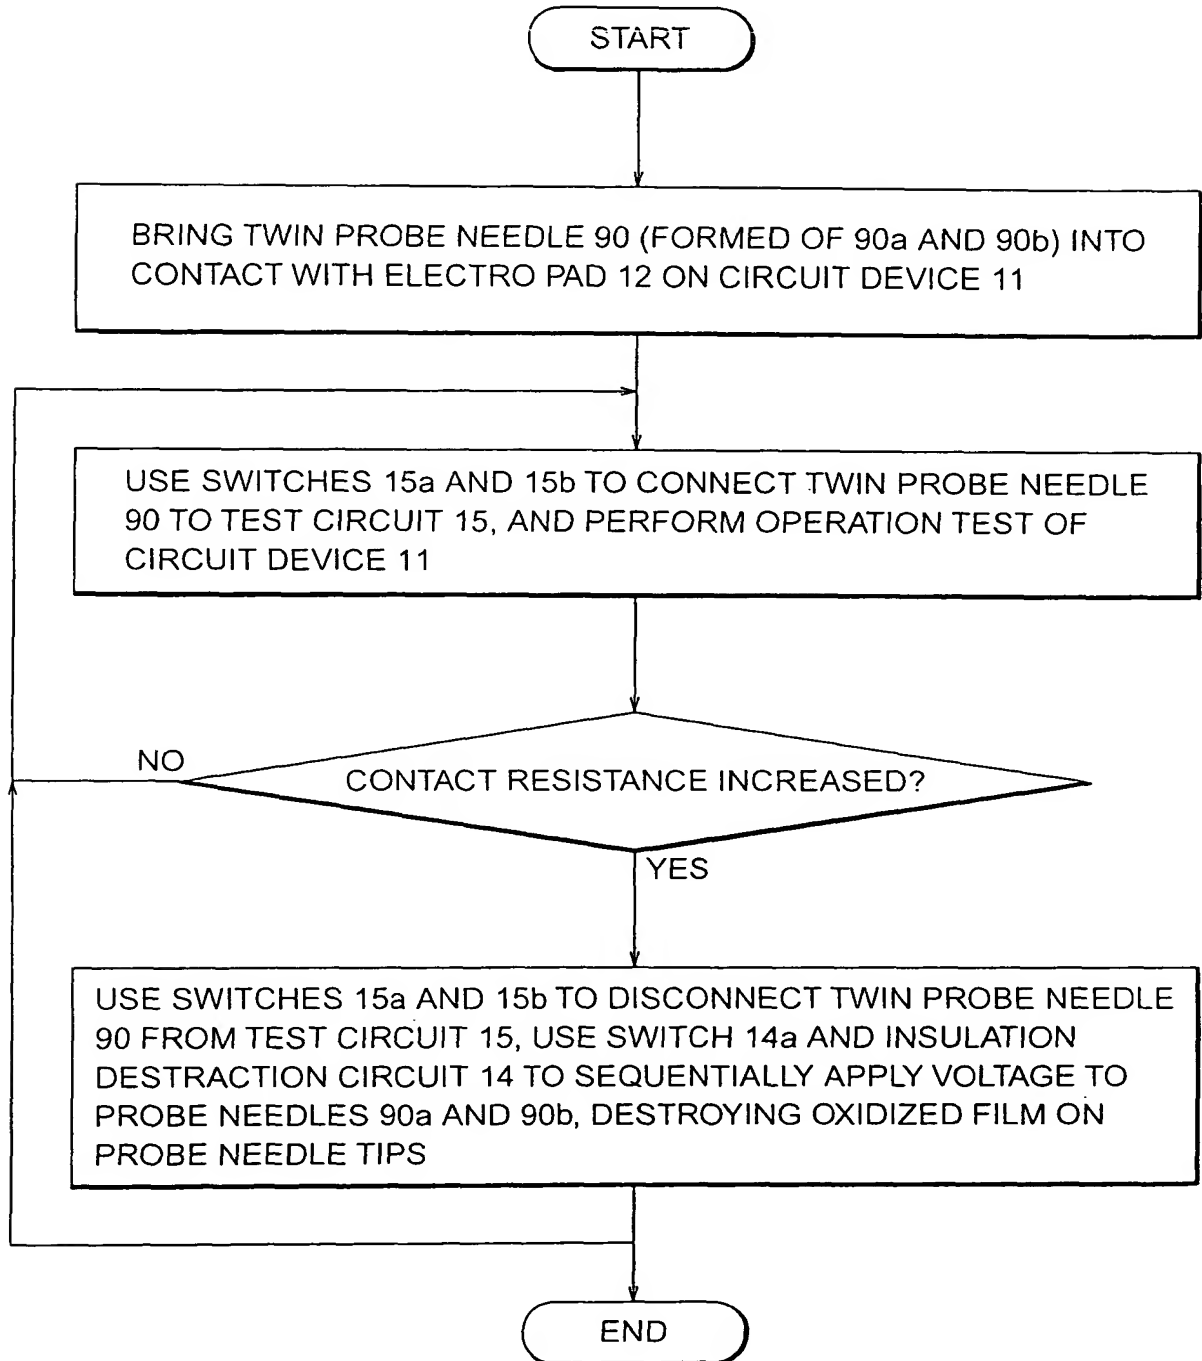 START
BRING TWIN PROBE NEEDLE 90 (FORMED OF 90a AND 90b) INTO
CONTACT WITH ELECTRO PAD 12 ON CIRCUIT DEVICE 11
USE SWITCHES 15a AND 15b TO CONNECT TWIN PROBE NEEDLE
90 TO TEST CIRCUIT 15, AND PERFORM OPERATION TEST OF
CIRCUIT DEVICE 11
NO
CONTACT RESISTANCE INCREASED?
YES
USE SWITCHES 15a AND 15b TO DISCONNECT TWIN PROBE NEEDLE
90 FROM TEST CIRCUIT 15, USE SWITCH 14a AND INSULATION
DESTRACTION CIRCUIT 14 TO SEQUENTIALLY APPLY VOLTAGE TO
PROBE NEEDLES 90a AND 90b, DESTROYING OXIDIZED FILM ON
PROBE NEEDLE TIPS
END